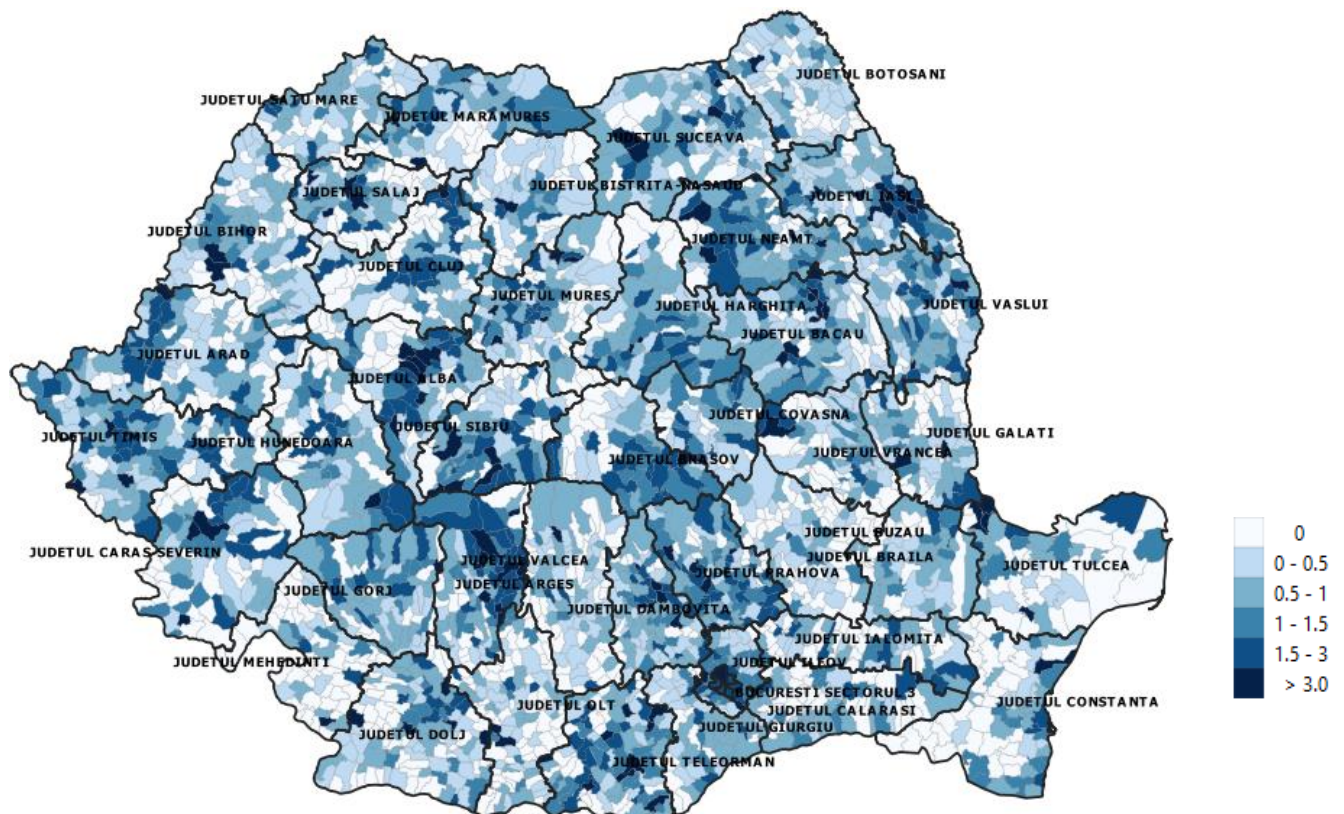 JUDETUL BOTOSANI
JUDETUL SATU MARE
JUDETUL MARAMURES
JUDETUL SUCEAVA
JUDETUL BISTRITA-NASAUD
JUDETUL SALAJ
JUDETUL IASI
JUDETUL BIHOR
JUDETUL NEAMT
JUDETUL CLUJ
JUDETUL MURES
JUDETUL HARGHITA
JUDETUL VASLUI
JUDETUL BACAU
JUDETUL ARAD
JUDETUL ALBA
JUDETUL COVASNA
JUDETUL SIBIU
JUDETUL GALATI
JUDETUL TIMIS
JUDETUL HUNEDOARA
JUDETUL VRANCEA
JUDETUL BRASOV
JUDETUL BUZAU
JUDETUL CARAS-SEVERIN
JUDETUL BRAILA
JUDETUL VALCEA
JUDETUL TULCEA
JUDETUL PRAHOVA
JUDETUL ARGES
JUDETUL GORJ
JUDETUL DAMBOVITA
JUDETUL IALOMITA
JUDETUL MEHEDINTI
JUDETUL ILFOV
BUCURESTI SECTORUL 3
JUDETUL CONSTANTA
JUDETUL OLT
JUDETUL CALARASI
JUDETUL GIURGIU
JUDETUL DOLJ
JUDETUL TELEORMAN
0
0 - 0.5
0.5 - 1
1 - 1.5
1.5 - 3
> 3.0